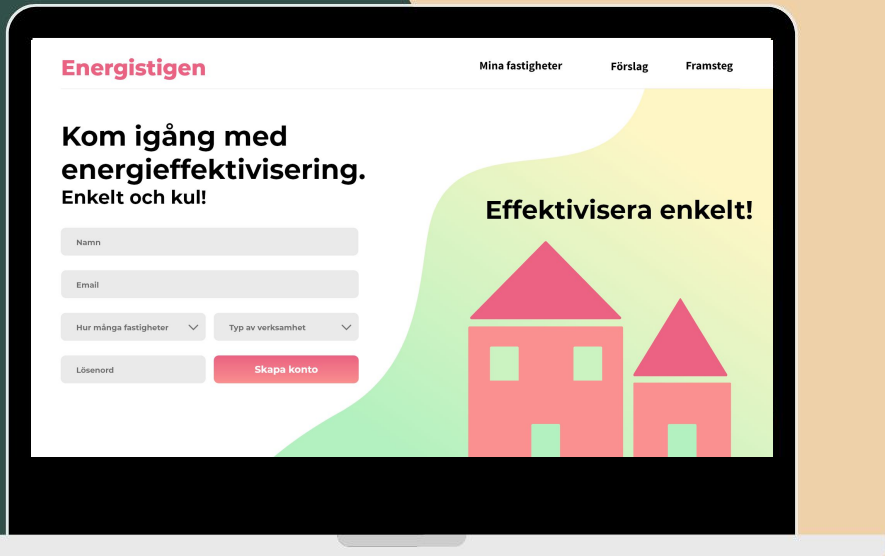 Energistigen
Mina fastigheter
Förslag
Framsteg
Kom igång med
energieffektivisering.
Enkelt och kul!
Effektivisera enkelt!
Namn
Email
Hur många fastigheter
Typ av verksamhet
Lösenord
Skapa konto